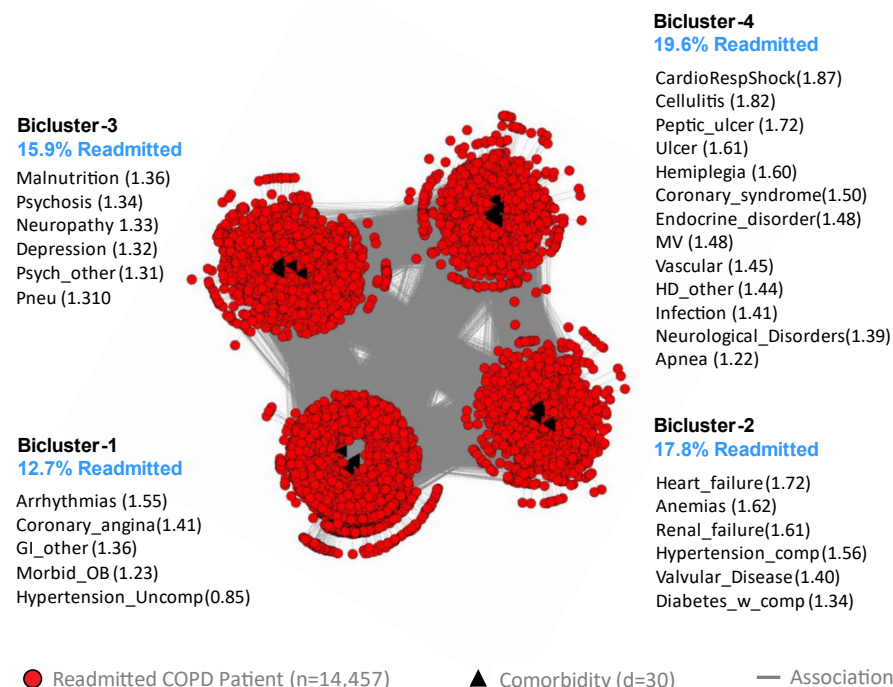 Bicluster-4
19.6% Readmitted
CardioRespShock(1.87)
Cellulitis (1.82)
Peptic_ulcer (1.72)
Ulcer (1.61)
Hemiplegia (1.60)
Coronary_syndrome(1.50)
Endocrine_disorder(1.48)
MV (1.48)
Vascular (1.45)
HD_other (1.44)
Infection (1.41)
Neurological_Disorders(1.39)
Apnea (1.22)
Bicluster-3
15.9% Readmitted
Malnutrition (1.36)
Psychosis (1.34)
Neuropathy 1.33)
Depression (1.32)
Psych_other (1.31)
Pneu (1.310
Bicluster-1
12.7% Readmitted
Arrhythmias (1.55)
Coronary_angina(1.41)
GI_other (1.36)
Morbid_OB (1.23)
Hypertension_Uncomp(0.85)
Bicluster-2
17.8% Readmitted
Heart_failure(1.72)
Anemias (1.62)
Renal_failure(1.61)
Hypertension_comp(1.56)
Valvular_Disease(1.40)
Diabetes_w_comp (1.34)
Readmitted COPD Patient (n=14,457)
Comorbidity (d=30)
Association